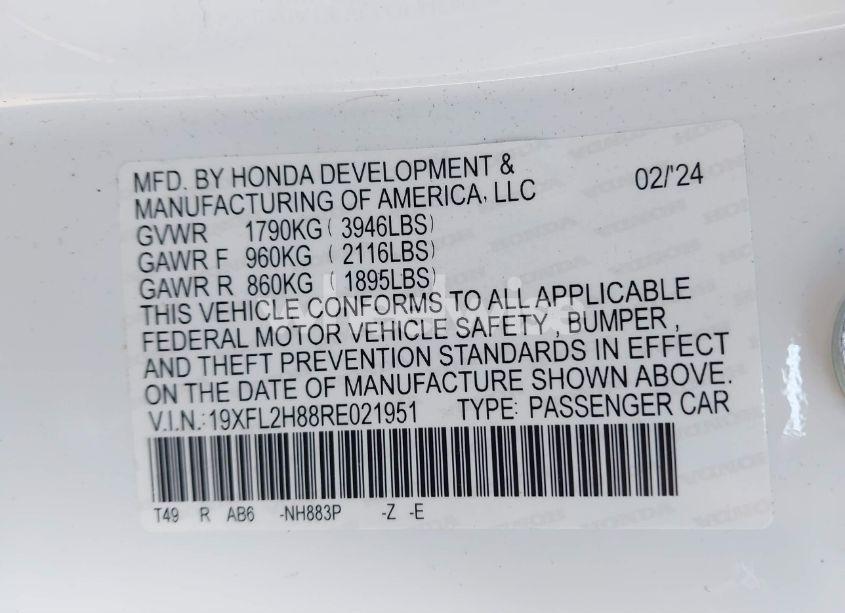 MFD. BY HONDA DEVELOPMENT &
MANUFACTURING OF AMERICA, LLC 02/'24
GVWR 1790KG ( 3946LBS)
GAWR F 960KG ( 2116LBS)
GAWR R 860KG ( 1895LBS)
THIS VEHICLE CONFORMS TO ALL APPLICABLE
FEDERAL MOTOR VEHICLE SAFETY , BUMPER ,
AND THEFT PREVENTION STANDARDS IN EFFECT
ON THE DATE OF MANUFACTURE SHOWN ABOVE.
V.I.N.:19XFL2H88RE021951 TYPE: PASSENGER CAR
T49 R AB6 -NH883P -Z -E